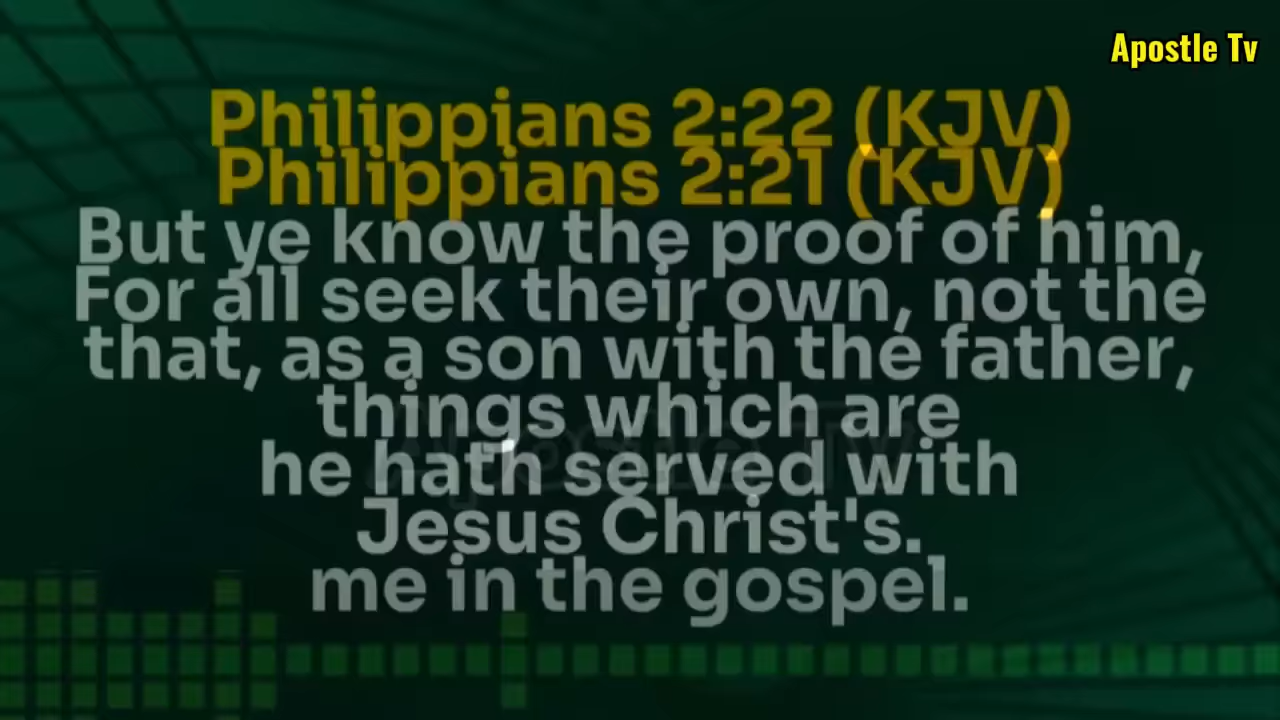 Apostle Tv
Philippians 2:22 (KJV)
Philippians 2:21 (KJV)
But ye know the proof of him,
For all seek their own, not the
that, as a son with the father,
things which are
he hath served with
Jesus Christ's.
me in the gospel.
Apostle Tv